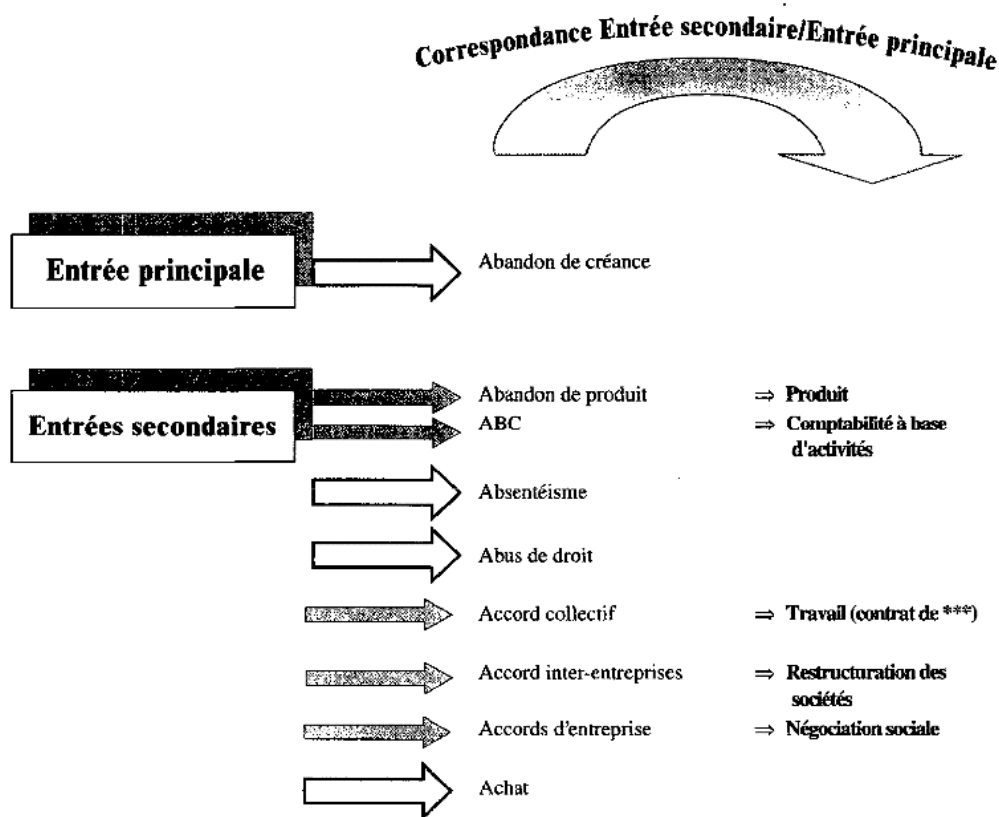 Correspondance Entrée secondaire/Entrée principale
Entrée principale
Abandon de créance
Entrées secondaires
Abandon de produit ⇒ Produit
ABC ⇒ Comptabilité à base
d'activités
Absentéisme
Abus de droit
Accord collectif ⇒ Travail (contrat de ***)
Accord inter-entreprises ⇒ Restructuration des
sociétés
Accords d'entreprise ⇒ Négociation sociale
Achat